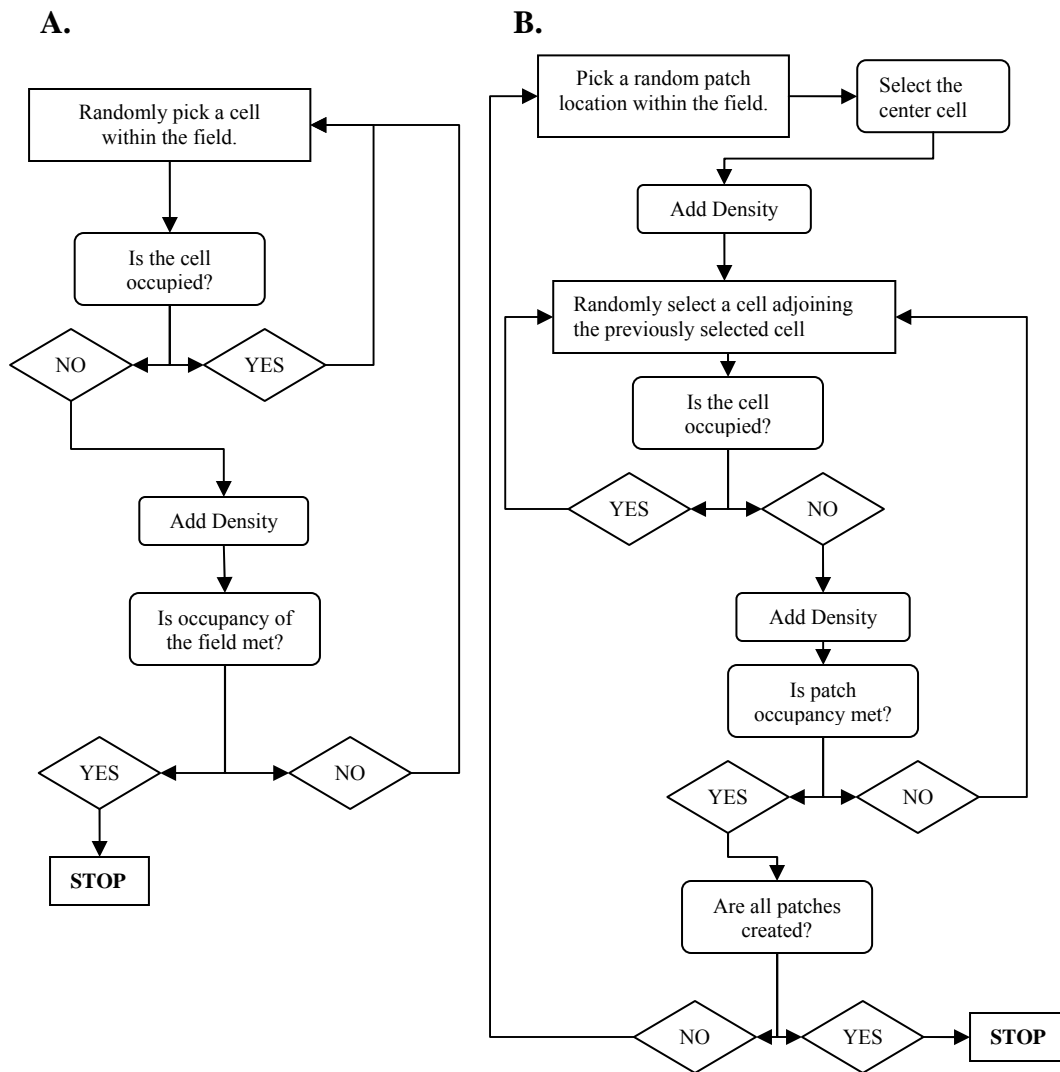 A.
Randomly pick a cell
within the field.
Is the cell
occupied?
NO
YES
Add Density
Is occupancy of
the field met?
YES
NO
STOP
B.
Pick a random patch
location within the field.
Select the
center cell
Add Density
Randomly select a cell adjoining
the previously selected cell
Is the cell
occupied?
YES
NO
Add Density
Is patch
occupancy met?
YES
NO
Are all patches
created?
NO
YES
STOP